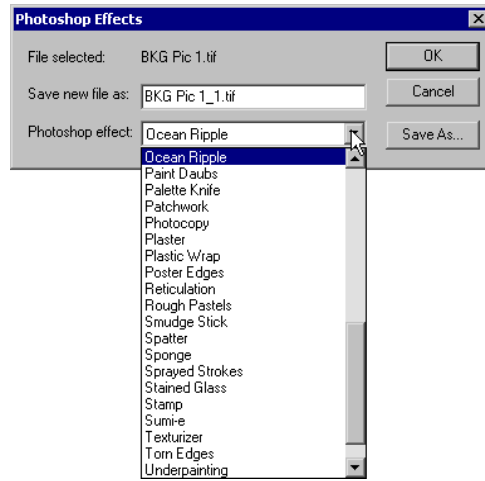 Photoshop Effects
File selected: BKG Pic 1.tif OK
Save new file as: BKG Pic 1_1.tif Cancel
Photoshop effect: Ocean Ripple Save As...
Ocean Ripple
Paint Daubs
Palette Knife
Patchwork
Photocopy
Plaster
Plastic Wrap
Poster Edges
Reticulation
Rough Pastels
Smudge Stick
Spatter
Sponge
Sprayed Strokes
Stained Glass
Stamp
Sumi-e
Texturizer
Torn Edges
Underpainting